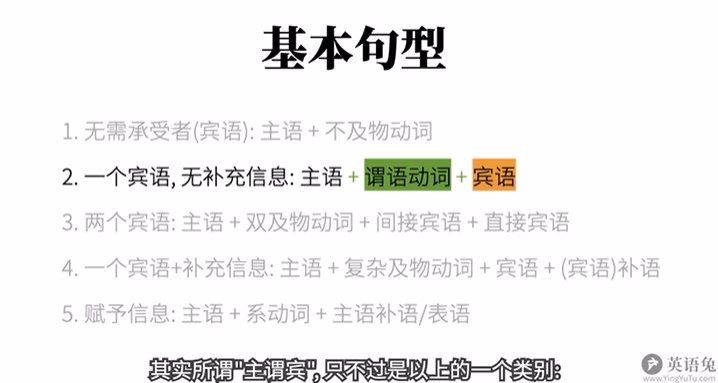 基本句型
1. 无需承受者(宾语): 主语 + 不及物动词
2. 一个宾语, 无补充信息: 主语 + 谓语动词 + 宾语
3. 两个宾语: 主语 + 双及物动词 + 间接宾语 + 直接宾语
4. 一个宾语+补充信息: 主语 + 复杂及物动词 + 宾语 + (宾语)补语
5. 赋予信息: 主语 + 系动词 + 主语补语/表语
其实所谓"主谓宾", 只不过是以上的一个类别:
英语兔
www.YingYuTu.com